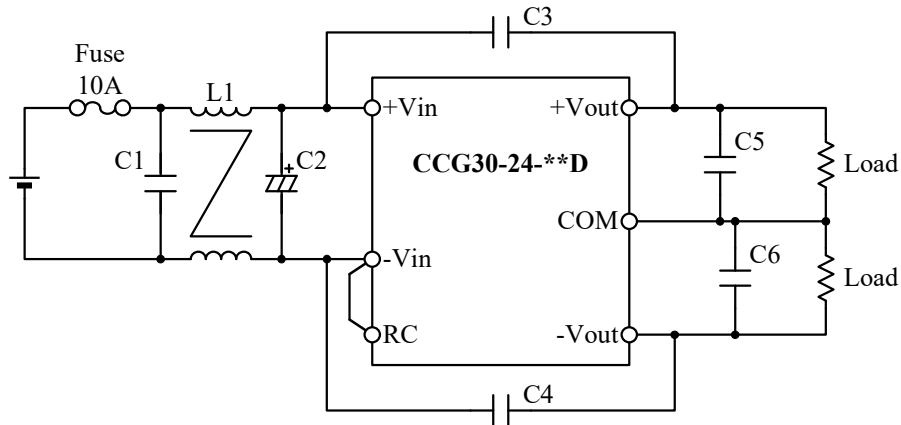 C3
Fuse
10A
L1
+Vin
+Vout
C1
C2
+
CCG30-24-**D
C5
Load
COM
-Vin
C6
Load
RC
-Vout
C4